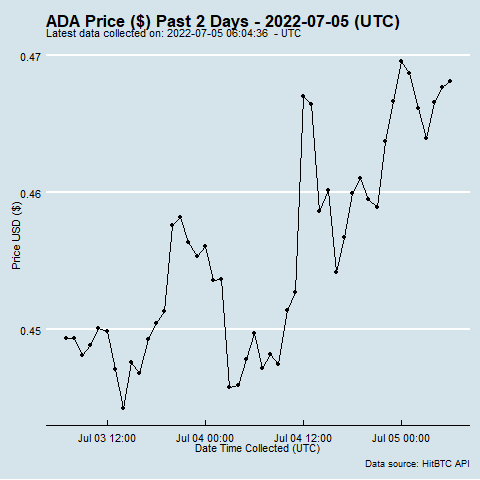 ADA Price ($) Past 2 Days - 2022-07-05 (UTC)
Latest data collected on: 2022-07-05 06:04:36  - UTC
0.47
0.46
0.45
Price USD ($)
Jul 03 12:00
Jul 04 00:00
Jul 04 12:00
Jul 05 00:00
Date Time Collected (UTC)
Data source: HitBTC API